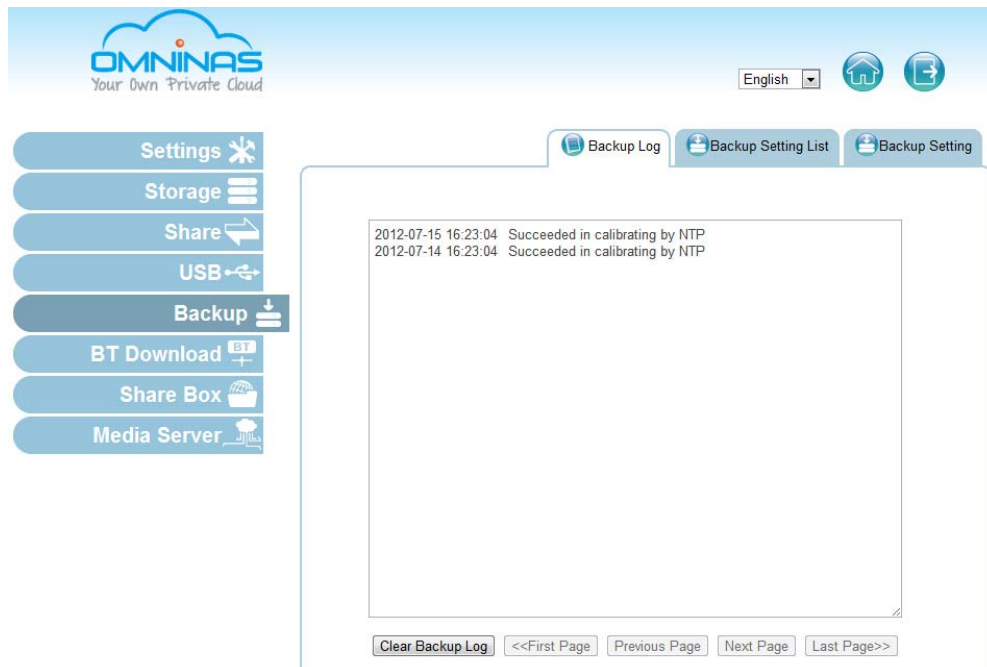 OMNINAS
Your Own Private Cloud
English
Settings
Storage
Share
USB
Backup
BT Download BT
Share Box
Media Server
Backup Log Backup Setting List Backup Setting
2012-07-15 16:23:04 Succeeded in calibrating by NTP
2012-07-14 16:23:04 Succeeded in calibrating by NTP
Clear Backup Log <<First Page Previous Page Next Page Last Page>>